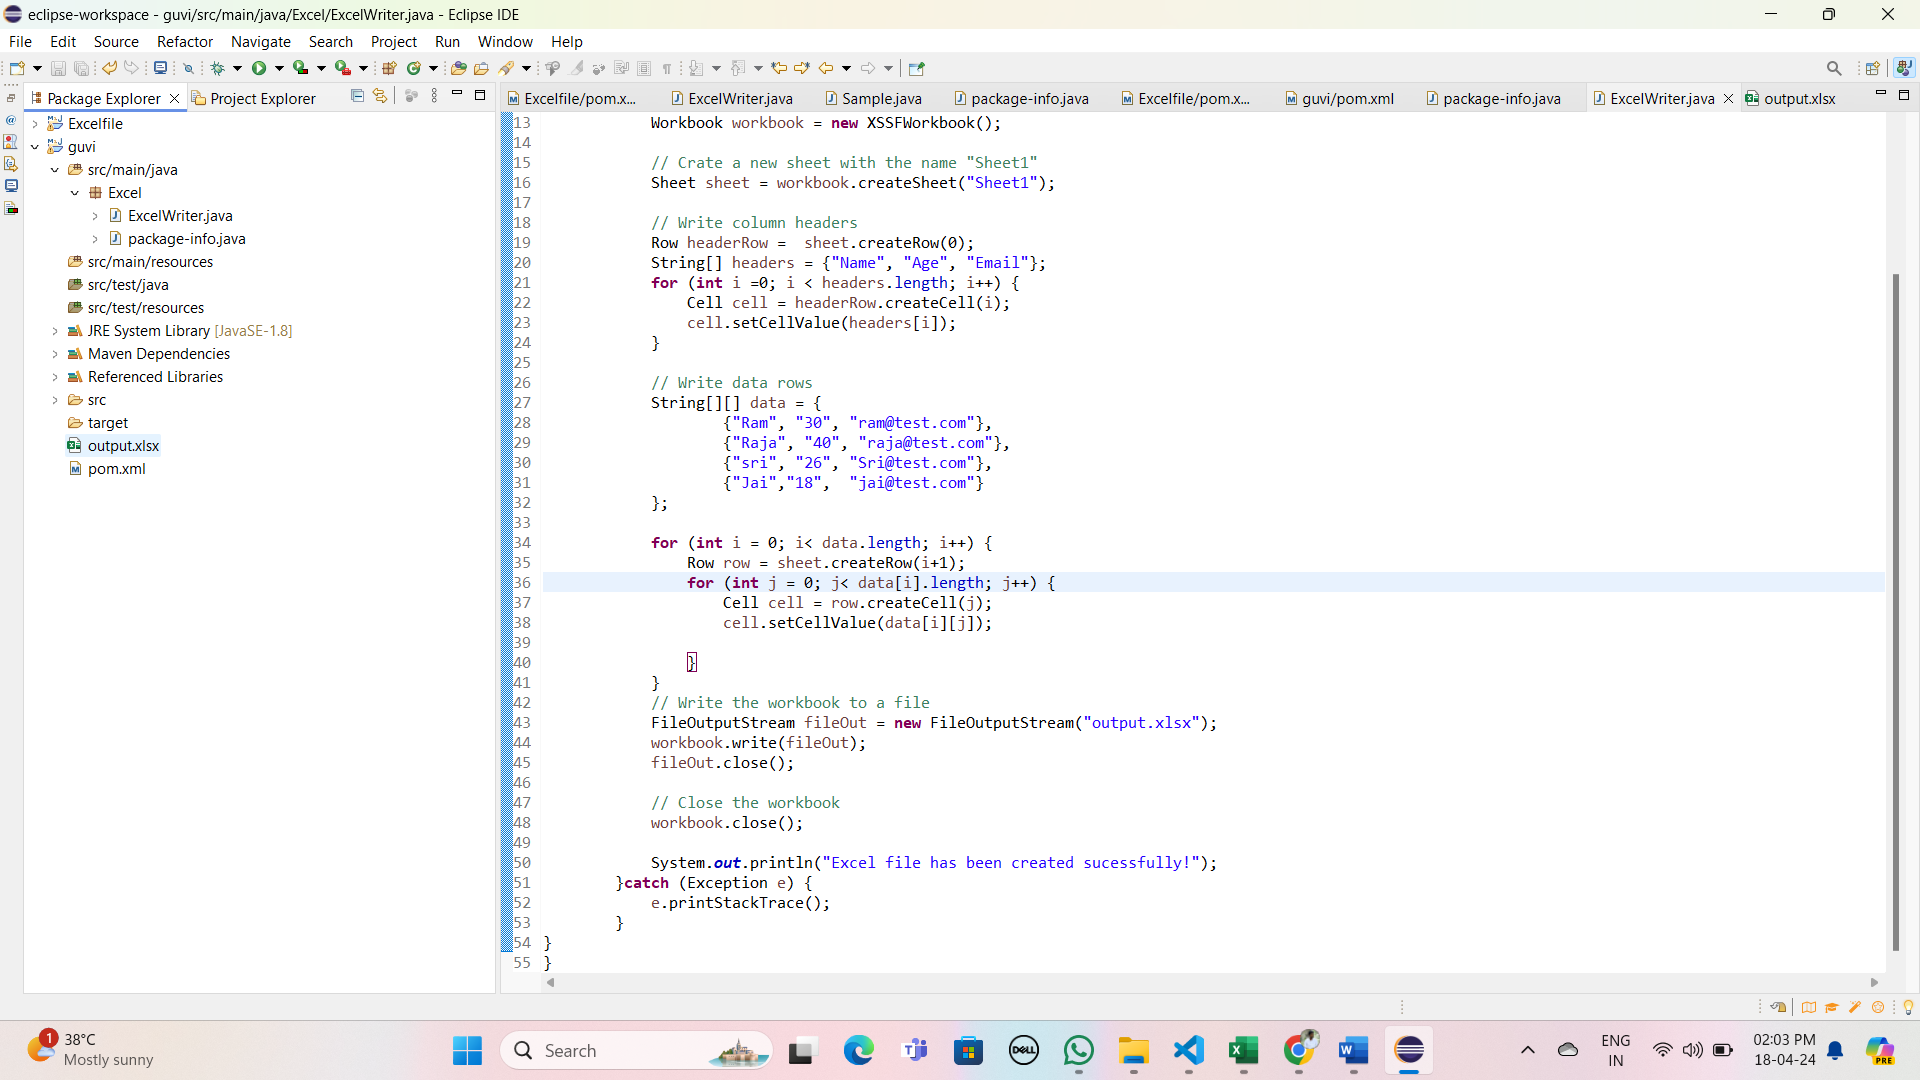 eclipse-workspace - guvi/src/main/java/Excel/ExcelWriter.java - Eclipse IDE
File Edit Source Refactor Navigate Search Project Run Window Help
Package Explorer Project Explorer
Excelfile/pom.x... ExcelWriter.java Sample.java package-info.java Excelfile/pom.x... guvi/pom.xml package-info.java ExcelWriter.java output.xlsx
Excelfile
guvi
src/main/java
Excel
ExcelWriter.java
package-info.java
src/main/resources
src/test/java
src/test/resources
JRE System Library [JavaSE-1.8]
Maven Dependencies
Referenced Libraries
src
target
output.xlsx
pom.xml
13 Workbook workbook = new XSSFWorkbook();
14
15 // Crate a new sheet with the name "Sheet1"
16 Sheet sheet = workbook.createSheet("Sheet1");
17
18 // Write column headers
19 Row headerRow =  sheet.createRow(0);
20 String[] headers = {"Name", "Age", "Email"};
21 for (int i =0; i < headers.length; i++) {
22 Cell cell = headerRow.createCell(i);
23 cell.setCellValue(headers[i]);
24 }
25
26 // Write data rows
27 String[][] data = {
28 {"Ram", "30", "ram@test.com"},
29 {"Raja", "40", "raja@test.com"},
30 {"sri", "26", "Sri@test.com"},
31 {"Jai","18",  "jai@test.com"}
32 };
33
34 for (int i = 0; i< data.length; i++) {
35 Row row = sheet.createRow(i+1);
36 for (int j = 0; j< data[i].length; j++) {
37 Cell cell = row.createCell(j);
38 cell.setCellValue(data[i][j]);
39
40 }
41 }
42 // Write the workbook to a file
43 FileOutputStream fileOut = new FileOutputStream("output.xlsx");
44 workbook.write(fileOut);
45 fileOut.close();
46
47 // Close the workbook
48 workbook.close();
49
50 System.out.println("Excel file has been created sucessfully!");
51 }catch (Exception e) {
52 e.printStackTrace();
53 }
54 }
55 }
1 38°C
Mostly sunny
Search
DELL
PRE
ENG
IN
02:03 PM
18-04-24